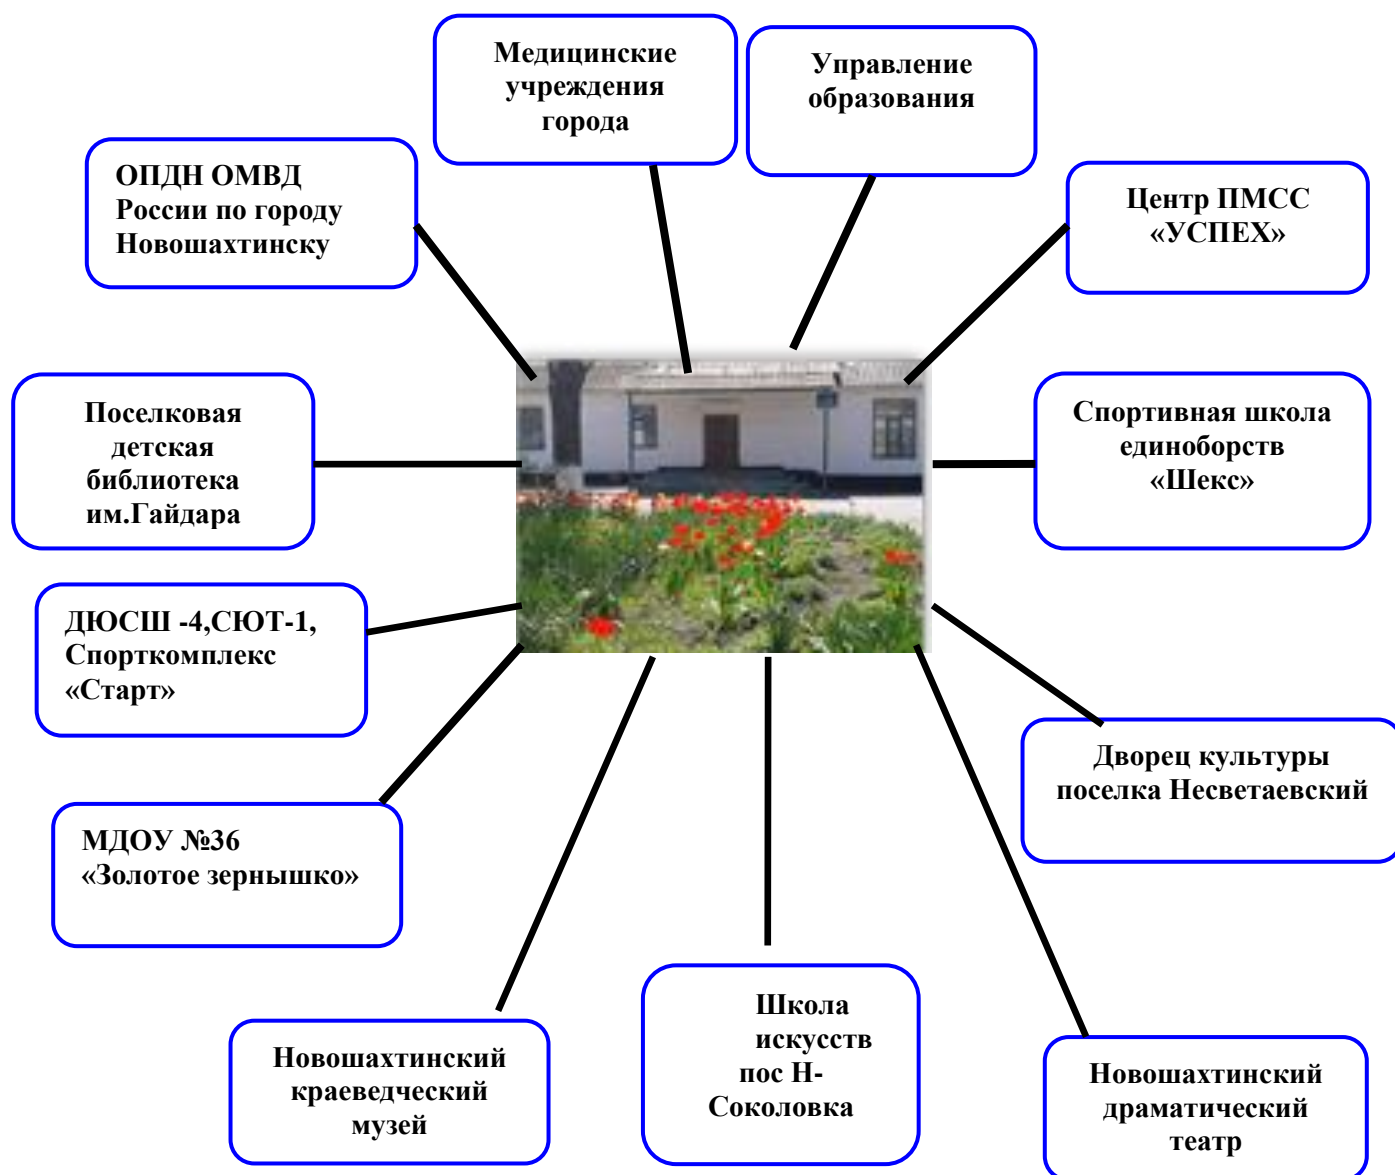 Медицинские
учреждения
города
Управление
образования
ОПДН ОМВД
России по городу
Новошахтинску
Центр ПМСС
«УСПЕХ»
Поселковая
детская
библиотека
им.Гайдара
Спортивная школа
единоборств
«Шекс»
ДЮСШ -4,СЮТ-1,
Спорткомплекс
«Старт»
Дворец культуры
поселка Несветаевский
МДОУ №36
«Золотое зернышко»
Новошахтинский
краеведческий
музей
Школа
искусств
пос Н-
Соколовка
Новошахтинский
драматический
театр